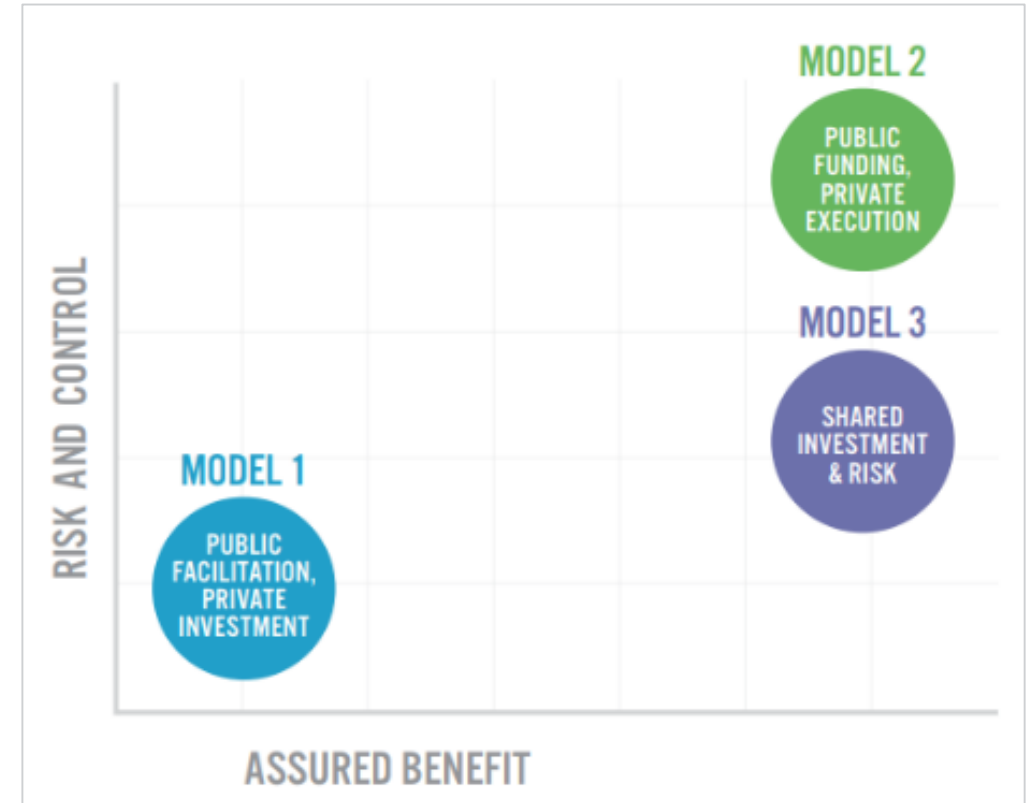 MODEL 2
PUBLIC
FUNDING,
PRIVATE
EXECUTION
MODEL 3
SHARED
INVESTMENT
& RISK
MODEL 1
PUBLIC
FACILITATION,
PRIVATE
INVESTMENT
RISK AND CONTROL
ASSURED BENEFIT